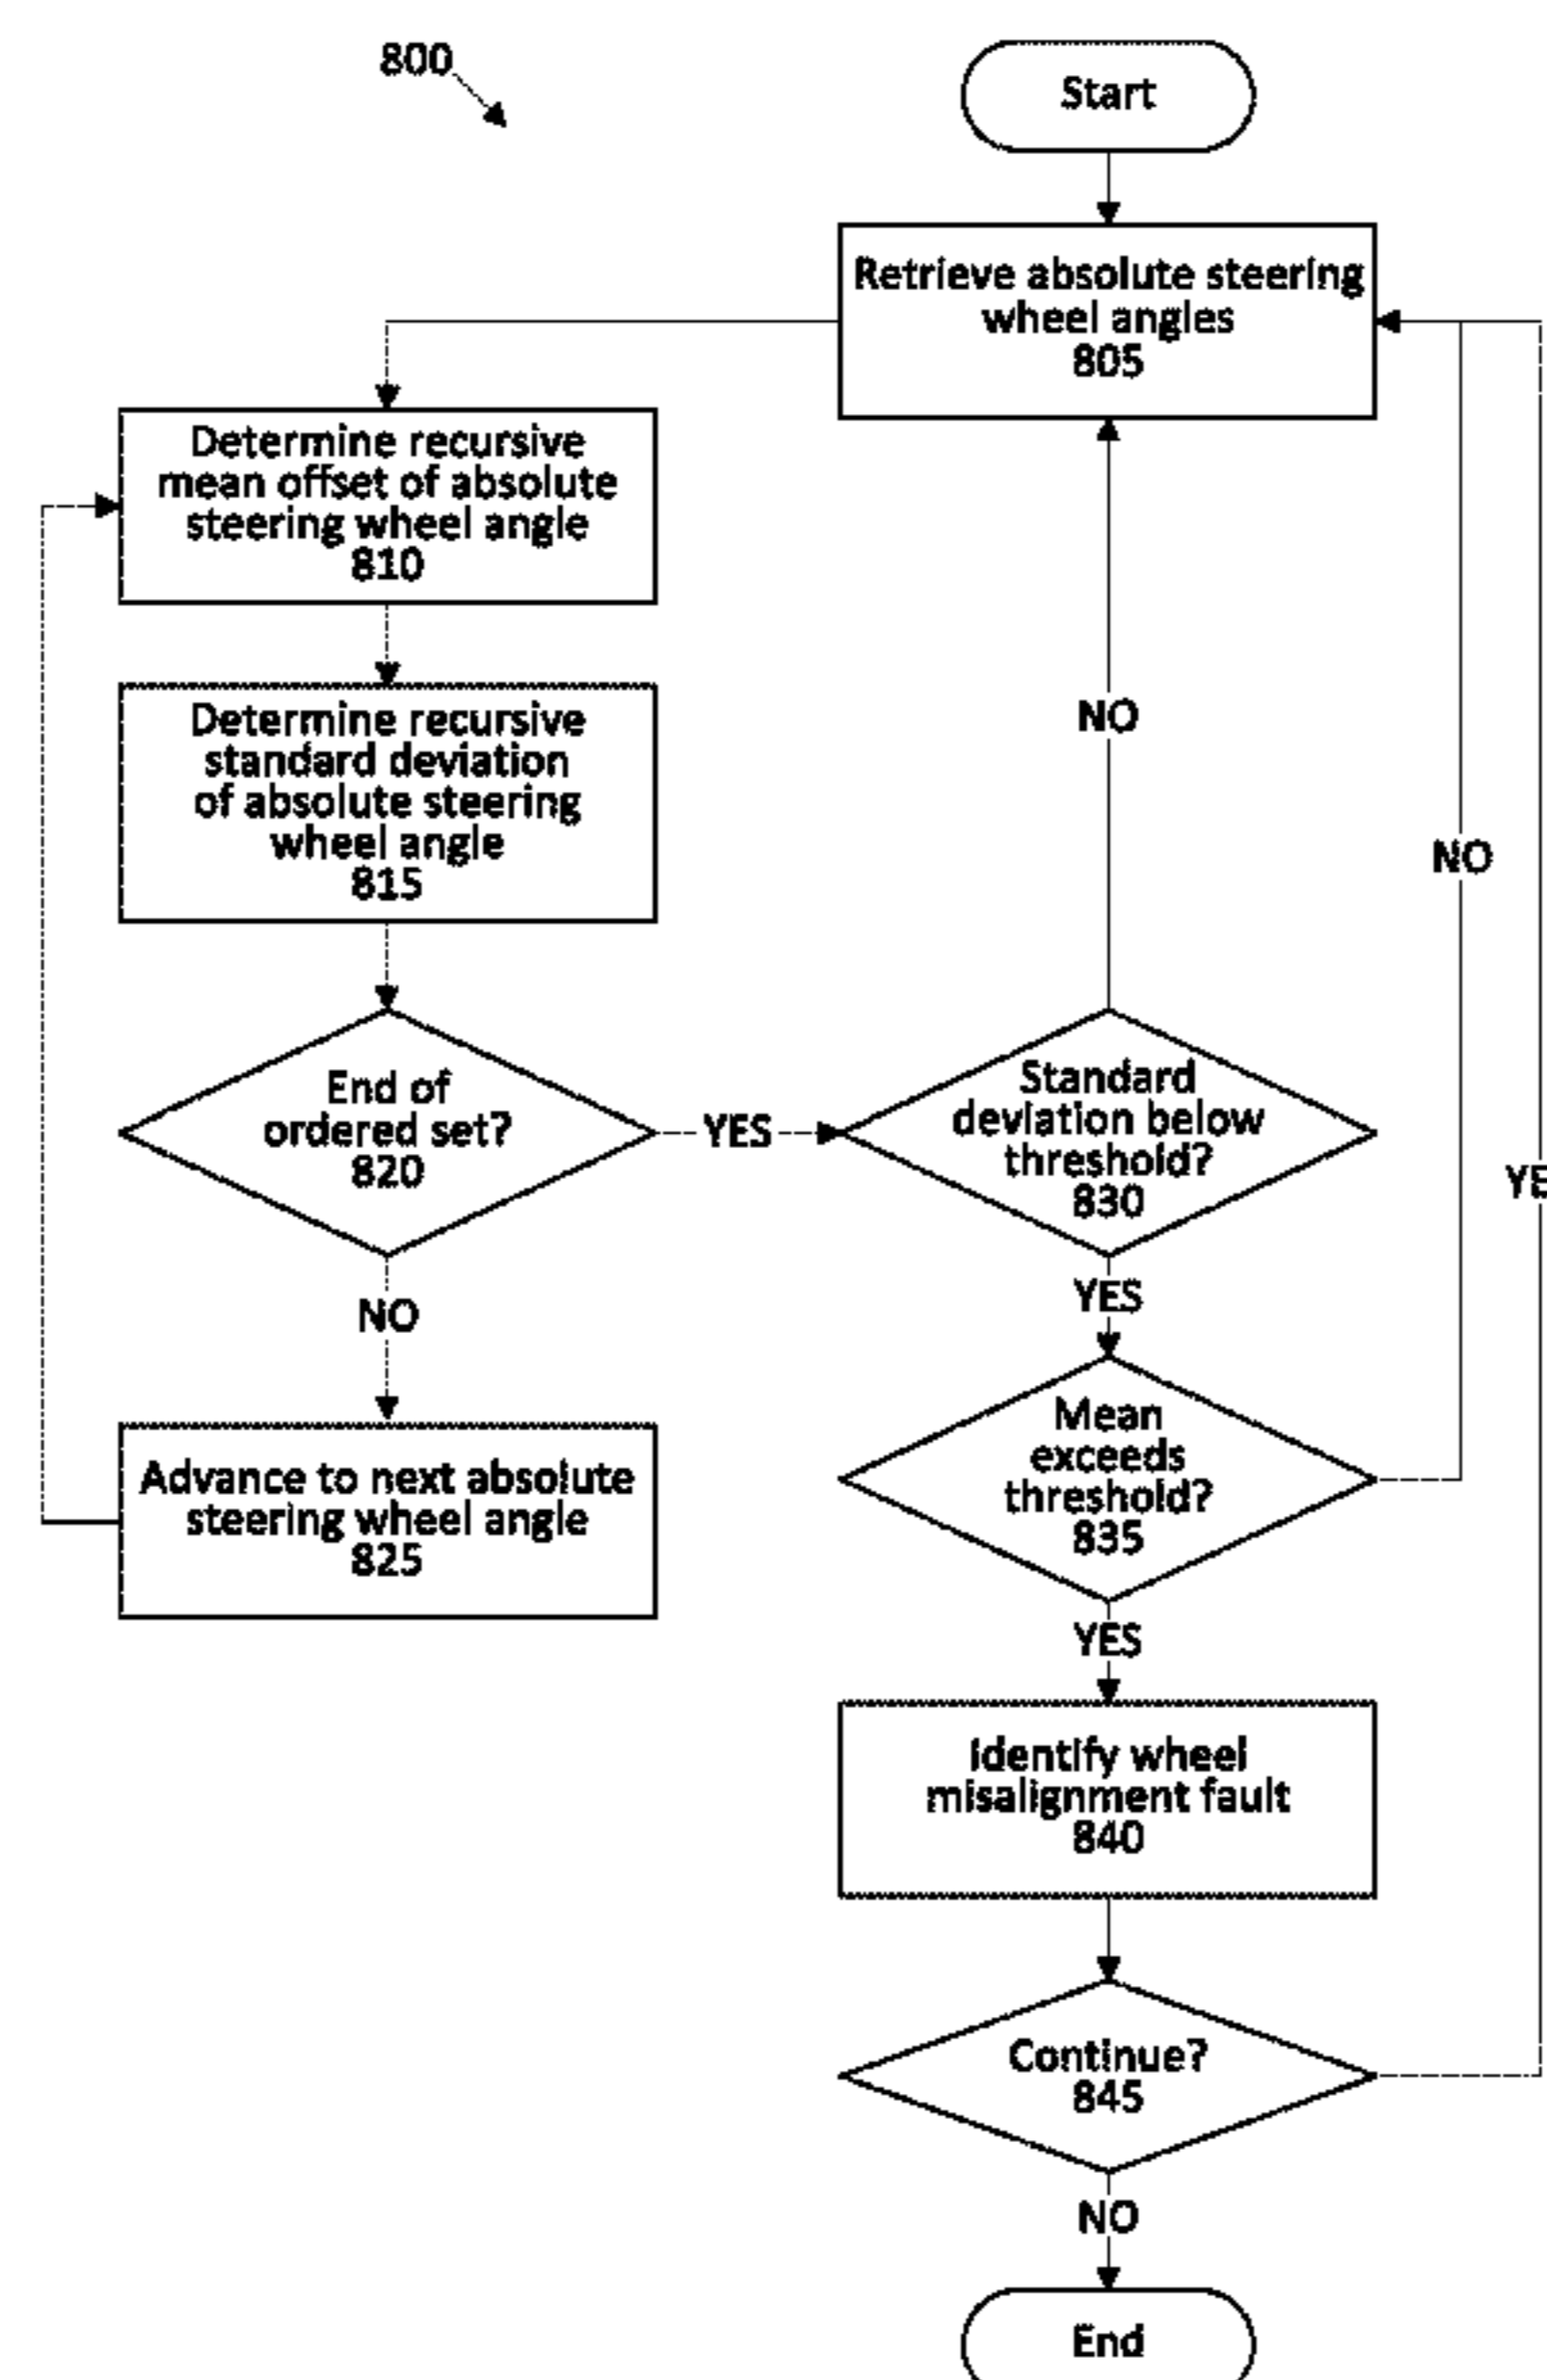 800
Start
Retrieve absolute steering
wheel angles
805
Determine recursive
mean offset of absolute
steering wheel angle
810
Determine recursive
standard deviation
of absolute steering
wheel angle
815
NO
NO
End of
ordered set?
820
YES
Standard
deviation below
threshold?
830
YES
NO
Mean
exceeds
threshold?
835
Advance to next absolute
steering wheel angle
825
YES
Identify wheel
misalignment fault
840
Continue?
845
NO
End